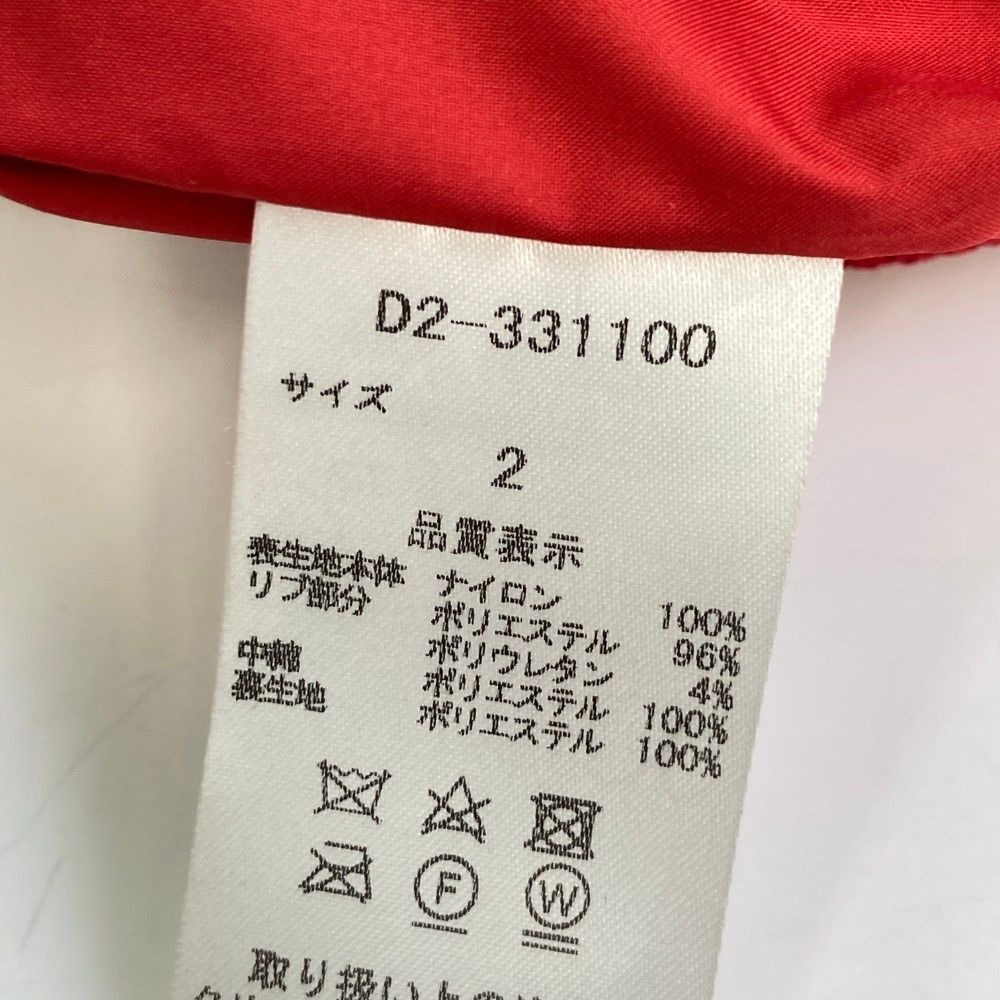 D2-331100
サイズ
2
品質表示
表生地本体 ナイロン 100%
リブ部分 ポリエステル 96%
ポリウレタン 4%
中綿 ポリエステル 100%
裏生地 ポリエステル 100%
F W
取り扱い上の